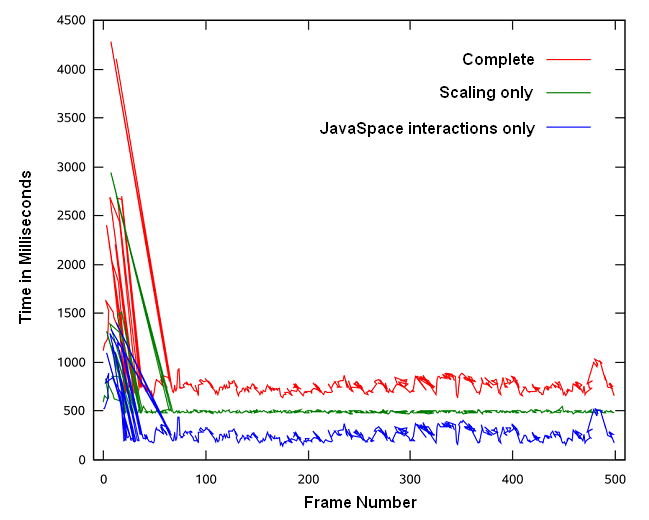 4500
4000
3500
3000
2500
2000
1500
1000
500
0
Time in Milliseconds
Complete
Scaling only
JavaSpace interactions only
0 100 200 300 400 500
Frame Number